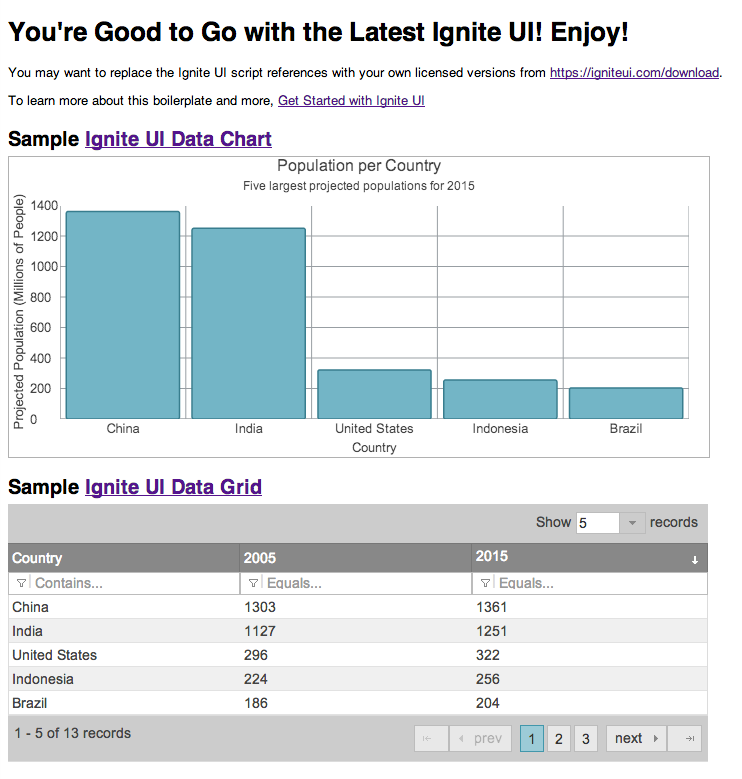 You're Good to Go with the Latest Ignite UI! Enjoy!
You may want to replace the Ignite UI script references with your own licensed versions from https://igniteui.com/download.
To learn more about this boilerplate and more, Get Started with Ignite UI
Sample Ignite UI Data Chart
Population per Country
Five largest projected populations for 2015
Projected Population (Millions of People)
1400
1200
1000
800
600
400
200
0
China India United States Indonesia Brazil
Country
Sample Ignite UI Data Grid
Show 5 records
Country 2005 2015
Contains... Equals... Equals...
China 1303 1361
India 1127 1251
United States 296 322
Indonesia 224 256
Brazil 186 204
1 - 5 of 13 records prev 1 2 3 next